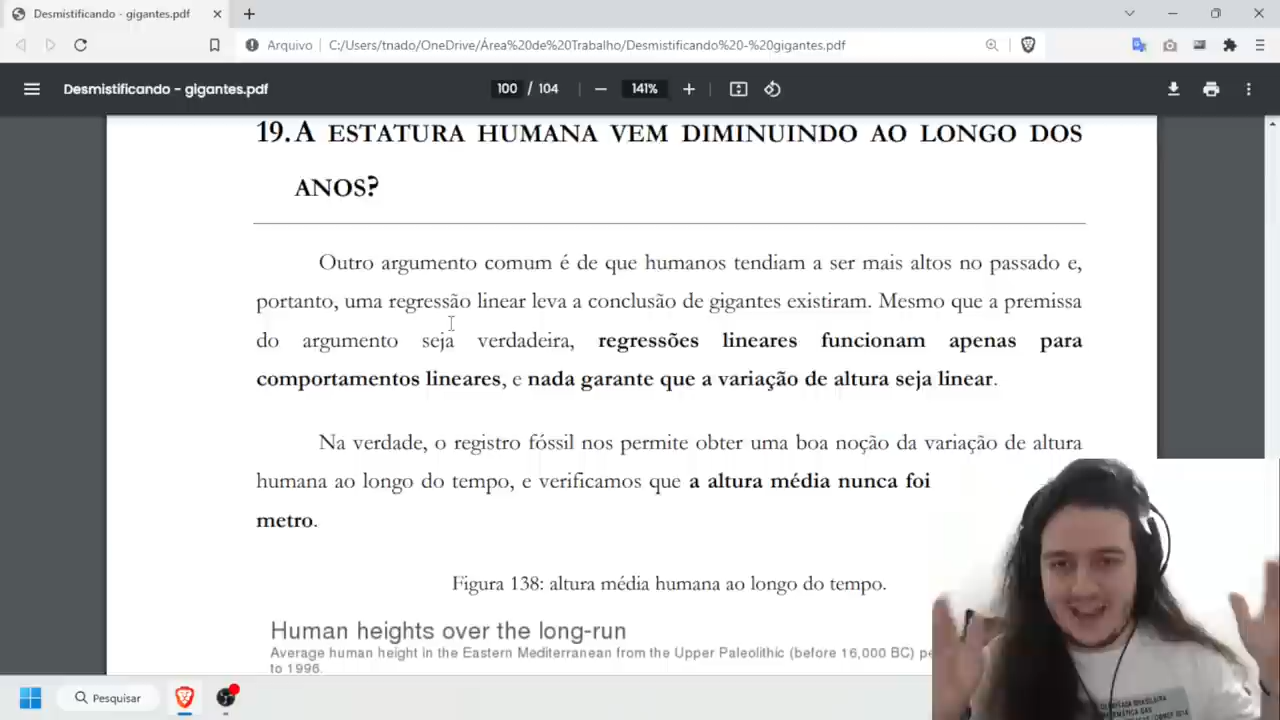 Desmistificando - gigantes.pdf
Arquivo C:/Users/tnado/OneDrive/Área%20de%20Trabalho/Desmistificando%20-%20gigantes.pdf
Desmistificando - gigantes.pdf 100 / 104 141%
19. A ESTATURA HUMANA VEM DIMINUINDO AO LONGO DOS
ANOS?
Outro argumento comum é de que humanos tendiam a ser mais altos no passado e,
portanto, uma regressão linear leva a conclusão de gigantes existiram. Mesmo que a premissa
do argumento seja verdadeira, regressões lineares funcionam apenas para
comportamentos lineares, e nada garante que a variação de altura seja linear.
Na verdade, o registro fóssil nos permite obter uma boa noção da variação de altura
humana ao longo do tempo, e verificamos que a altura média nunca foi
metro.
Figura 138: altura média humana ao longo do tempo.
Human heights over the long-run
Average human height in the Eastern Mediterranean from the Upper Paleolithic (before 16,000 BC)
to 1996.
Pesquisar